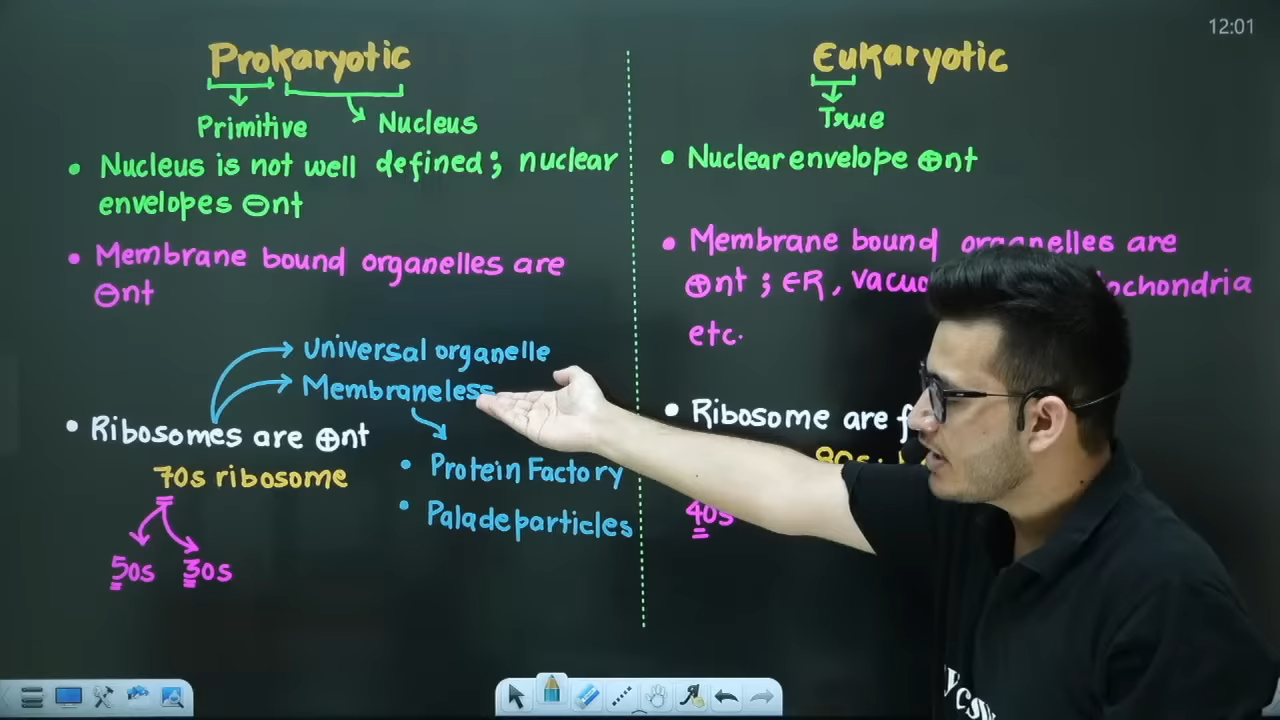 12:01
Prokaryotic
Primitive
Nucleus
• Nucleus is not well defined; nuclear
envelopes ⊖nt
• Membrane bound organelles are
⊖nt
Universal organelle
Membraneless
• Ribosomes are ⊕nt
70s ribosome
50s 30s
• Protein Factory
• Palade particles
Eukaryotic
True
• Nuclear envelope ⊕nt
• Membrane bound organelles are
⊕nt ; ER,
etc.
• Ribosome are
80s
40s